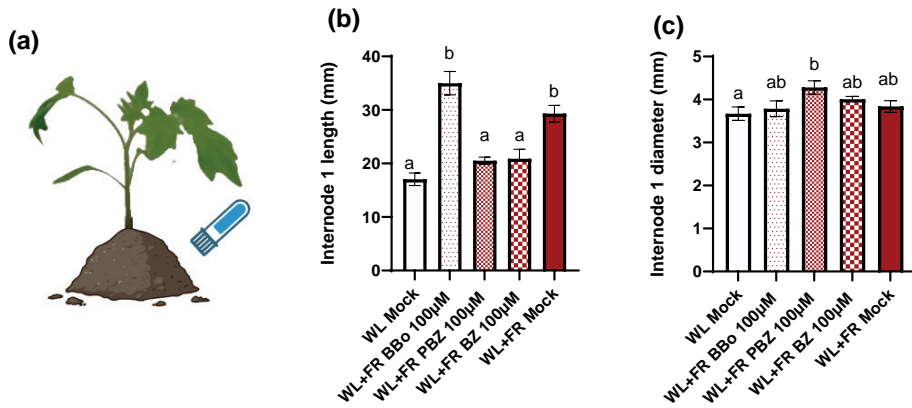 (a)
(b)
Internode 1 length (mm)
40
30
20
10
0
a
b
a
a
b
WL Mock
WL+FR BBo 100µM
WL+FR PBZ 100µM
WL+FR BZ 100µM
WL+FR Mock
(c)
Internode 1 diameter (mm)
5
4
3
2
1
0
a
ab
b
ab
ab
WL Mock
WL+FR BBo 100µM
WL+FR PBZ 100µM
WL+FR BZ 100µM
WL+FR Mock